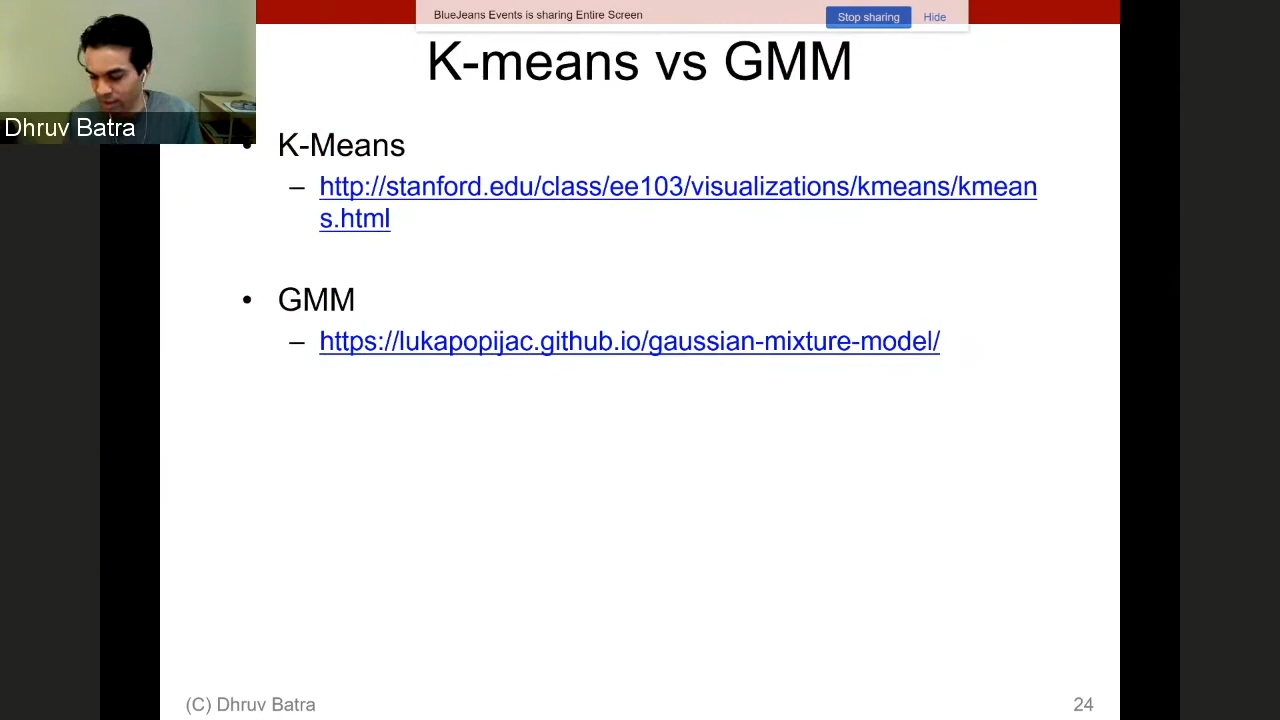 BlueJeans Events is sharing Entire Screen
Stop sharing
Hide
K-means vs GMM
Dhruv Batra
• K-Means
– http://stanford.edu/class/ee103/visualizations/kmeans/kmean
s.html
• GMM
– https://lukapopijac.github.io/gaussian-mixture-model/
(C) Dhruv Batra
24